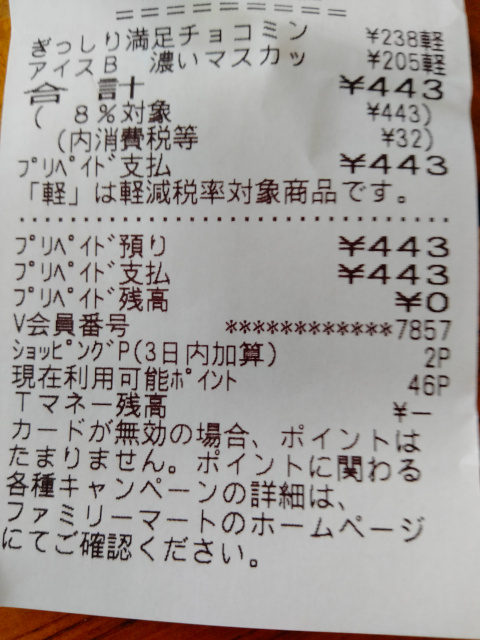 ＝＝＝＝＝＝＝＝＝
ぎっしり満足チョコミン ¥238軽
アイスB 濃いマスカッ ¥205軽
合 計 ¥443
( 8%対象 ¥443)
(内消費税等 ¥32)
ﾌﾟﾘﾍﾟｲﾄﾞ支払 ¥443
「軽」は軽減税率対象商品です。
ﾌﾟﾘﾍﾟｲﾄﾞ預り ¥443
ﾌﾟﾘﾍﾟｲﾄﾞ支払 ¥443
ﾌﾟﾘﾍﾟｲﾄﾞ残高 ¥0
V会員番号 ************7857
ｼｮｯﾋﾟﾝｸﾞP(3日内加算) 2P
現在利用可能ﾎﾟｲﾝﾄ 46P
Tマネー残高 ¥―
カードが無効の場合、ポイントは
たまりません。ポイントに関わる
各種キャンペーンの詳細は、
ファミリーマートのホームページ
にてご確認ください。